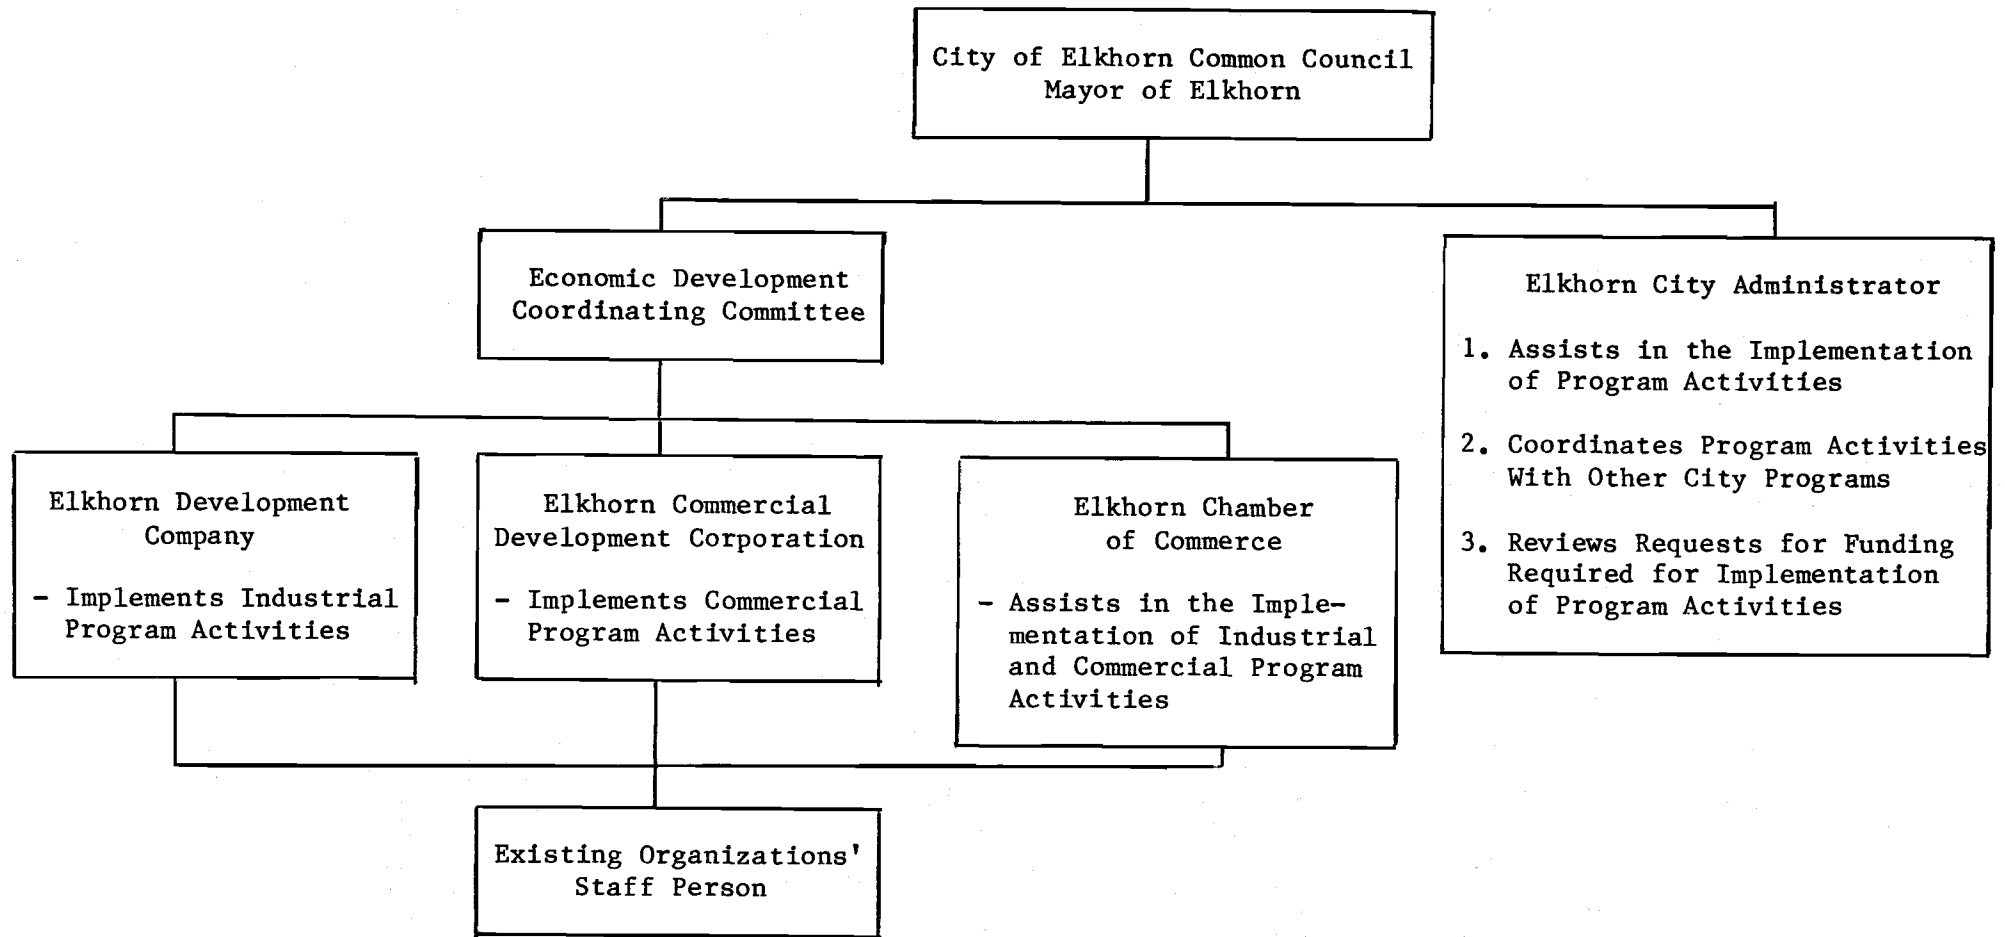 City of Elkhorn Common Council
Mayor of Elkhorn
Economic Development
Coordinating Committee
Elkhorn City Administrator
1. Assists in the Implementation
of Program Activities
2. Coordinates Program Activities
With Other City Programs
3. Reviews Requests for Funding
Required for Implementation
of Program Activities
Elkhorn Development
Company
- Implements Industrial
Program Activities
Elkhorn Commercial
Development Corporation
- Implements Commercial
Program Activities
Elkhorn Chamber
of Commerce
- Assists in the Imple-
mentation of Industrial
and Commercial Program
Activities
Existing Organizations'
Staff Person